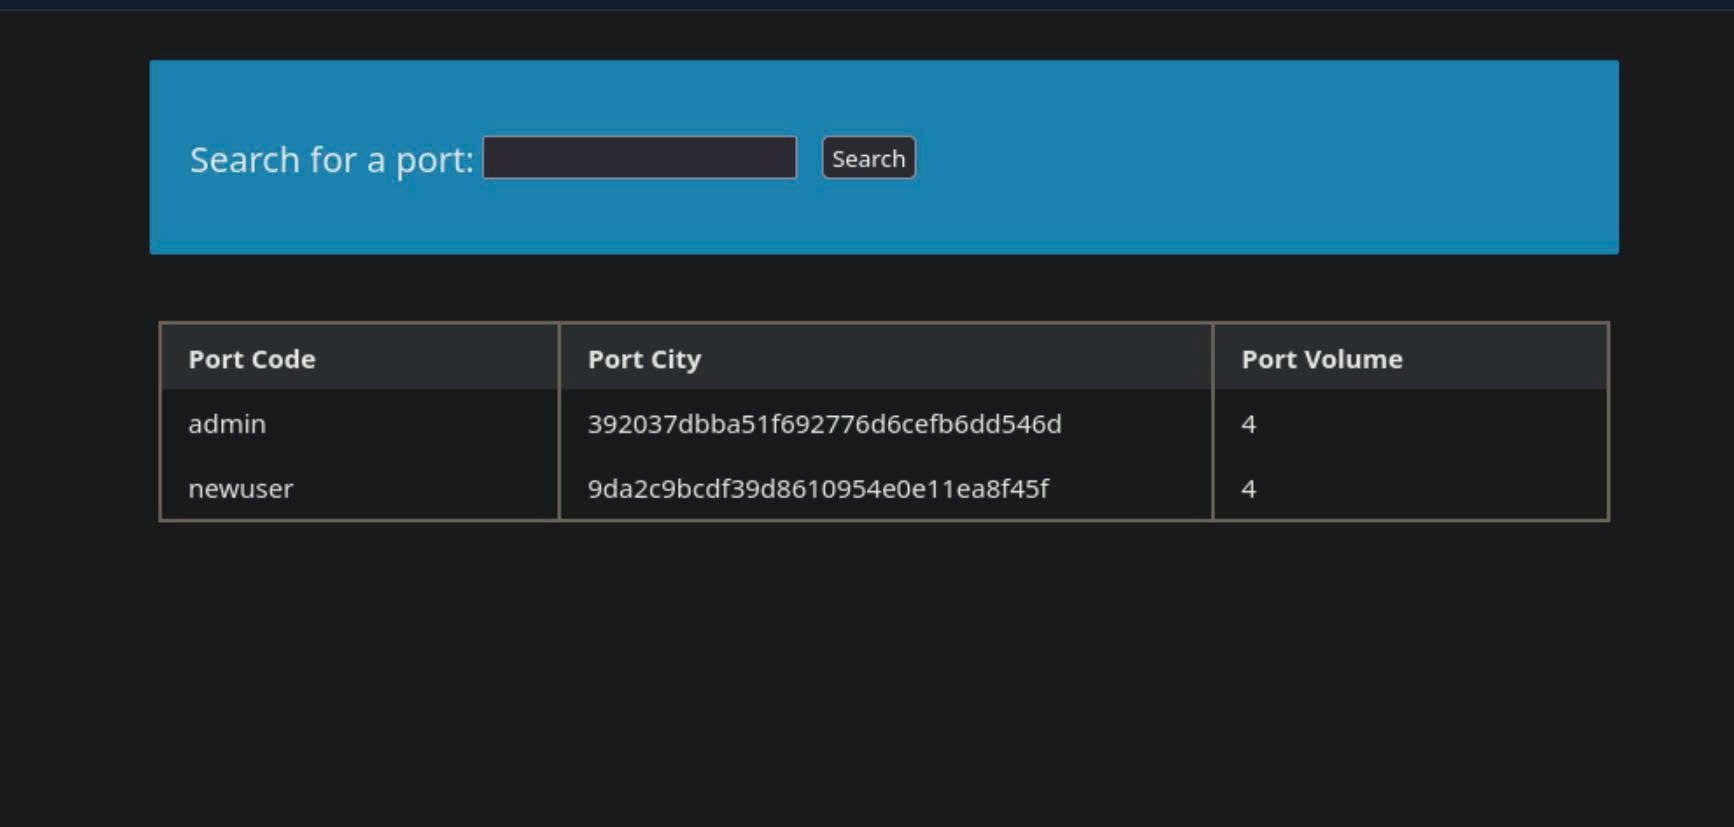 Search for a port: Search
Port Code Port City Port Volume
admin 392037dbba51f692776d6cefb6dd546d 4
newuser 9da2c9bcdf39d8610954e0e11ea8f45f 4